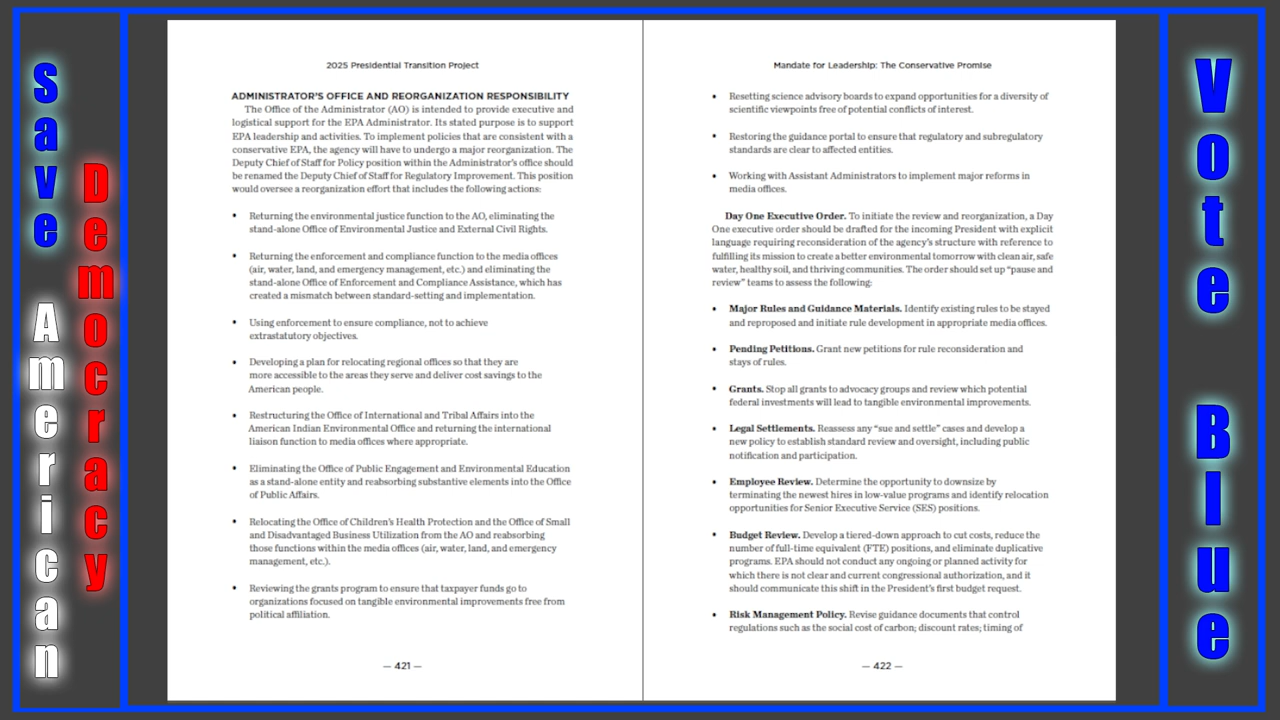 Save American
Democracy
2025 Presidential Transition Project
ADMINISTRATOR'S OFFICE AND REORGANIZATION RESPONSIBILITY
The Office of the Administrator (AO) is intended to provide executive and
logistical support for the EPA Administrator. Its stated purpose is to support
EPA leadership and activities. To implement policies that are consistent with a
conservative EPA, the agency will have to undergo a major reorganization. The
Deputy Chief of Staff for Policy position within the Administrator's office should
be renamed the Deputy Chief of Staff for Regulatory Improvement. This position
would oversee a reorganization effort that includes the following actions:
• Returning the environmental justice function to the AO, eliminating the
stand-alone Office of Environmental Justice and External Civil Rights.
• Returning the enforcement and compliance function to the media offices
(air, water, land, and emergency management, etc.) and eliminating the
stand-alone Office of Enforcement and Compliance Assistance, which has
created a mismatch between standard-setting and implementation.
• Using enforcement to ensure compliance, not to achieve
extrastatutory objectives.
• Developing a plan for relocating regional offices so that they are
more accessible to the areas they serve and deliver cost savings to the
American people.
• Restructuring the Office of International and Tribal Affairs into the
American Indian Environmental Office and returning the international
liaison function to media offices where appropriate.
• Eliminating the Office of Public Engagement and Environmental Education
as a stand-alone entity and reabsorbing substantive elements into the Office
of Public Affairs.
• Relocating the Office of Children's Health Protection and the Office of Small
and Disadvantaged Business Utilization from the AO and reabsorbing
those functions within the media offices (air, water, land, and emergency
management, etc.).
• Reviewing the grants program to ensure that taxpayer funds go to
organizations focused on tangible environmental improvements free from
political affiliation.
— 421 —
Mandate for Leadership: The Conservative Promise
• Resetting science advisory boards to expand opportunities for a diversity of
scientific viewpoints free of potential conflicts of interest.
• Restoring the guidance portal to ensure that regulatory and subregulatory
standards are clear to affected entities.
• Working with Assistant Administrators to implement major reforms in
media offices.
Day One Executive Order. To initiate the review and reorganization, a Day
One executive order should be drafted for the incoming President with explicit
language requiring reconsideration of the agency's structure with reference to
fulfilling its mission to create a better environmental tomorrow with clean air, safe
water, healthy soil, and thriving communities. The order should set up "pause and
review" teams to assess the following:
• Major Rules and Guidance Materials. Identify existing rules to be stayed
and reproposed and initiate rule development in appropriate media offices.
• Pending Petitions. Grant new petitions for rule reconsideration and
stays of rules.
• Grants. Stop all grants to advocacy groups and review which potential
federal investments will lead to tangible environmental improvements.
• Legal Settlements. Reassess any "sue and settle" cases and develop a
new policy to establish standard review and oversight, including public
notification and participation.
• Employee Review. Determine the opportunity to downsize by
terminating the newest hires in low-value programs and identify relocation
opportunities for Senior Executive Service (SES) positions.
• Budget Review. Develop a tiered-down approach to cut costs, reduce the
number of full-time equivalent (FTE) positions, and eliminate duplicative
programs. EPA should not conduct any ongoing or planned activity for
which there is not clear and current congressional authorization, and it
should communicate this shift in the President's first budget request.
• Risk Management Policy. Revise guidance documents that control
regulations such as the social cost of carbon; discount rates; timing of
— 422 —
Vote Blue